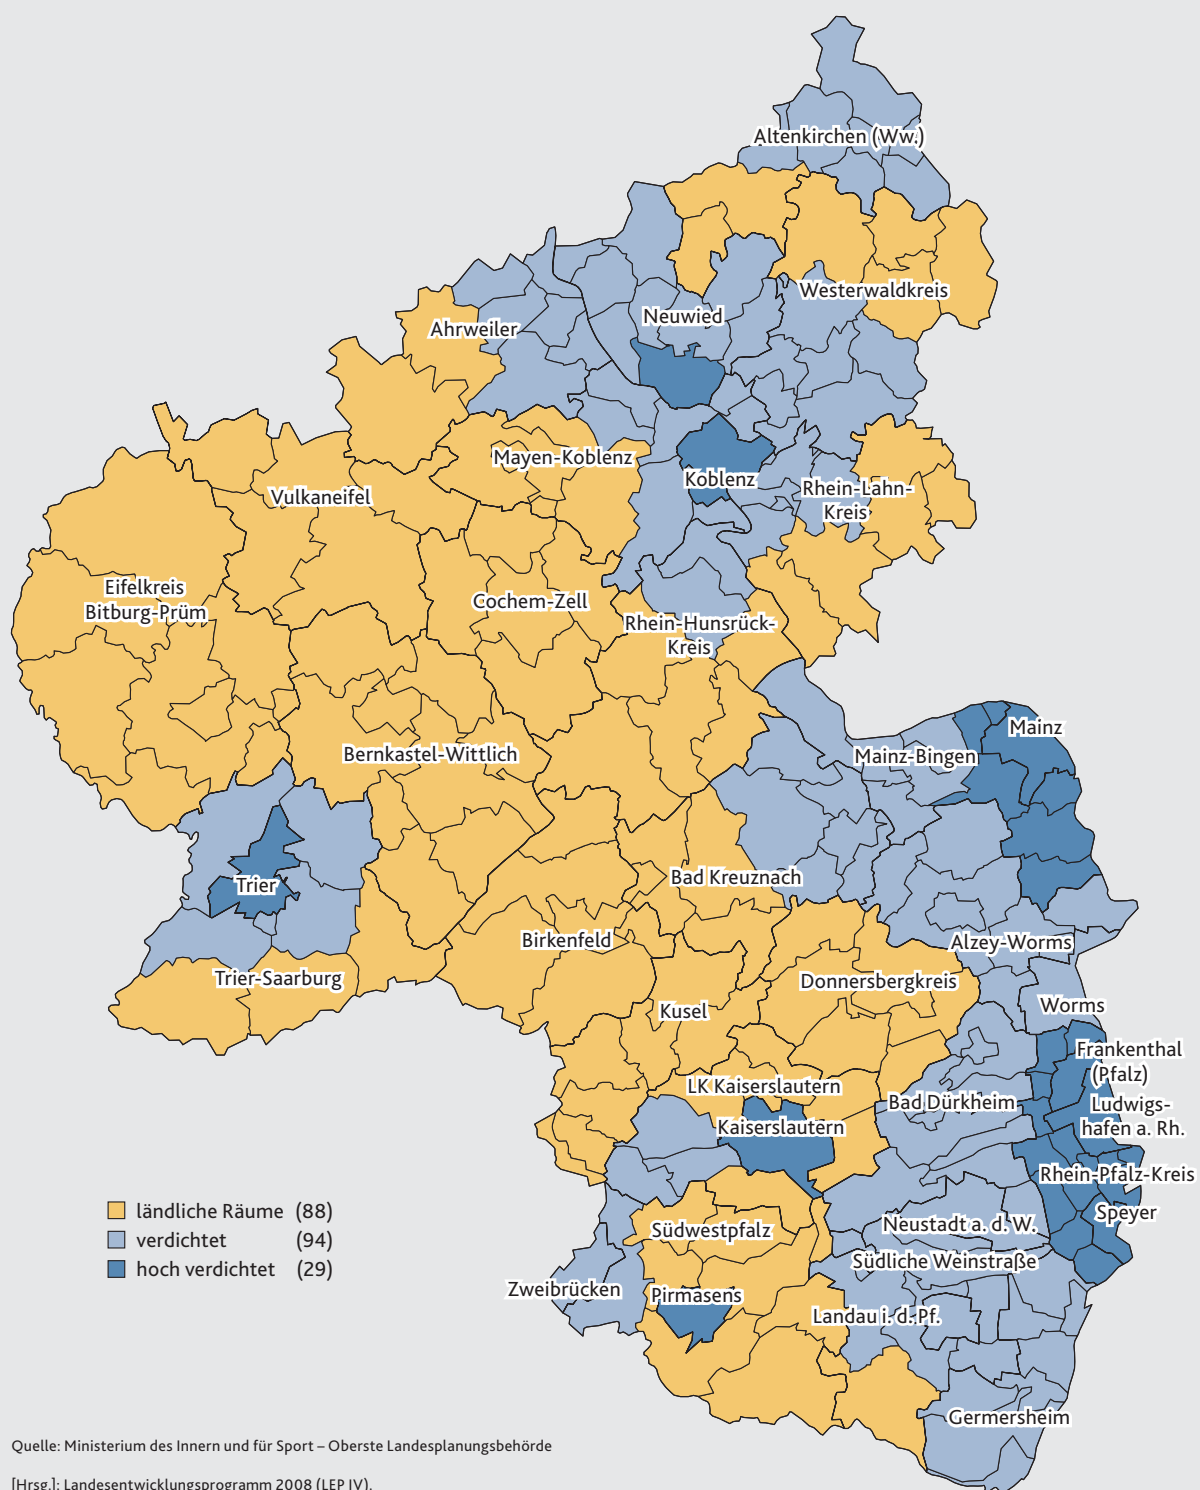 Altenkirchen (Ww.)
Westerwaldkreis
Neuwied
Ahrweiler
Mayen-Koblenz
Koblenz
Rhein-Lahn-
Kreis
Vulkaneifel
Eifelkreis
Bitburg-Prüm
Cochem-Zell
Rhein-Hunsrück-
Kreis
Mainz
Mainz-Bingen
Bernkastel-Wittlich
Bad Kreuznach
Trier
Birkenfeld
Alzey-Worms
Trier-Saarburg
Donnersbergkreis
Worms
Kusel
Frankenthal
(Pfalz)
LK Kaiserslautern
Bad Dürkheim
Ludwigs-
hafen a. Rh.
Kaiserslautern
Rhein-Pfalz-Kreis
Speyer
Neustadt a. d. W.
Südwestpfalz
Südliche Weinstraße
Zweibrücken
Pirmasens
Landau i. d. Pf.
Germersheim
ländliche Räume (88)
verdichtet (94)
hoch verdichtet (29)
Quelle: Ministerium des Innern und für Sport – Oberste Landesplanungsbehörde
[Hrsg.]: Landesentwicklungsprogramm 2008 (LEP IV).